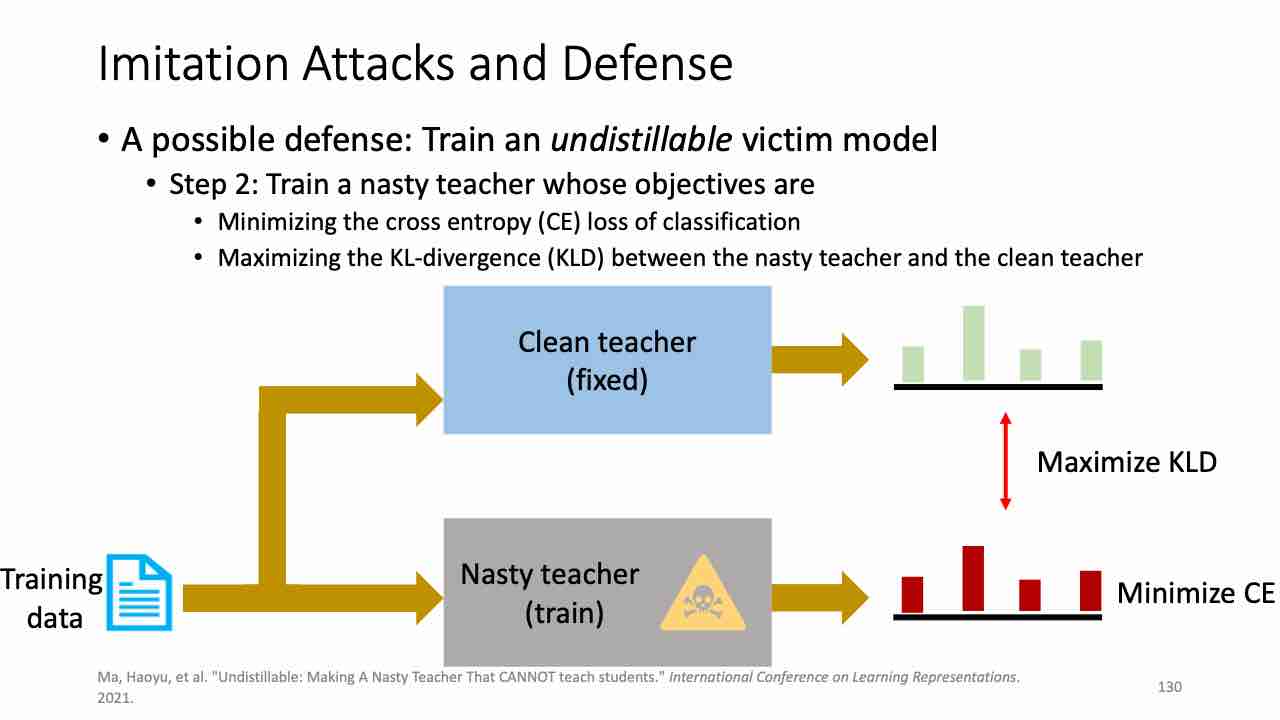 Imitation Attacks and Defense
• A possible defense: Train an undistillable victim model
• Step 2: Train a nasty teacher whose objectives are
• Minimizing the cross entropy (CE) loss of classification
• Maximizing the KL-divergence (KLD) between the nasty teacher and the clean teacher
Clean teacher
(fixed)
Maximize KLD
Training
data
Nasty teacher
(train)
Minimize CE
Ma, Haoyu, et al. "Undistillable: Making A Nasty Teacher That CANNOT teach students." International Conference on Learning Representations.
2021.
130